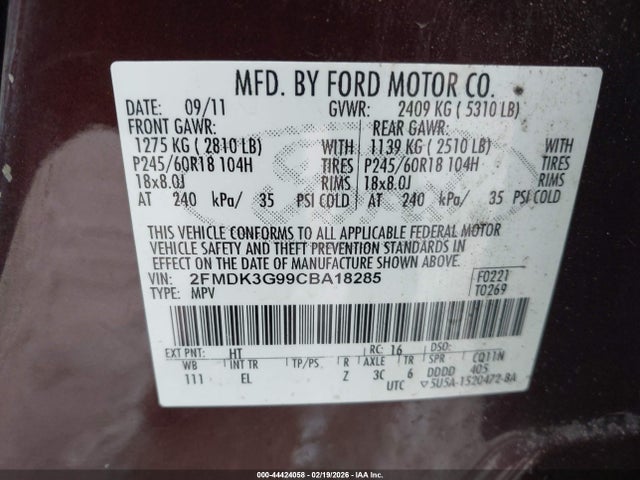 MFD. BY FORD MOTOR CO.
DATE: 09/11 GVWR: 2409 KG ( 5310 LB)
FRONT GAWR: REAR GAWR:
1275 KG ( 2810 LB) WITH 1139 KG ( 2510 LB) WITH
P245/60R18 104H TIRES P245/60R18 104H TIRES
18x8.0J RIMS 18x8.0J RIMS
AT 240 kPa/ 35 PSI COLD AT 240 kPa/ 35 PSI COLD
THIS VEHICLE CONFORMS TO ALL APPLICABLE FEDERAL MOTOR
VEHICLE SAFETY AND THEFT PREVENTION STANDARDS IN
EFFECT ON THE DATE OF MANUFACTURE SHOWN ABOVE.
VIN: 2FMDK3G99CBA18285 F0221
TYPE: MPV T0269
EXT PNT: HT RC: 16 DSO:
WB INT TR TP/PS R AXLE TR SPR CQ11N
111 EL Z 3C 6 DDDD 405
UTC ▽5U5A-1520472-BA
000-44424058 - 02/19/2026 - IAA Inc.